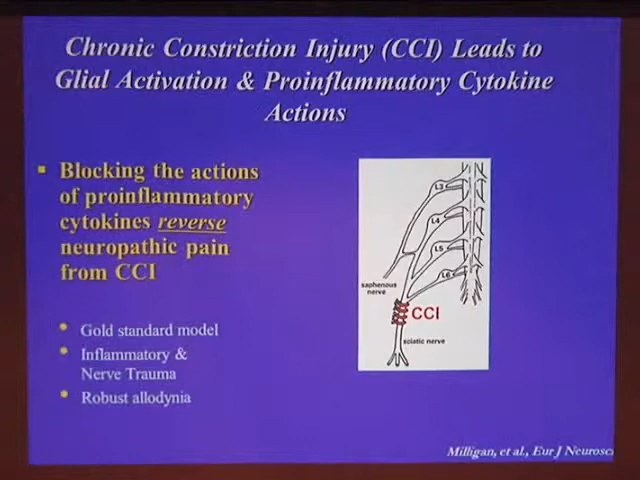 Chronic Constriction Injury (CCI) Leads to
Glial Activation & Proinflammatory Cytokine
Actions
Blocking the actions
of proinflammatory
cytokines reverse
neuropathic pain
from CCI
Gold standard model
Inflammatory &
Nerve Trauma
Robust allodynia
L3
L4
L5
L6
saphenous
nerve
CCI
sciatic nerve
Milligan, et al., Eur J Neurosci